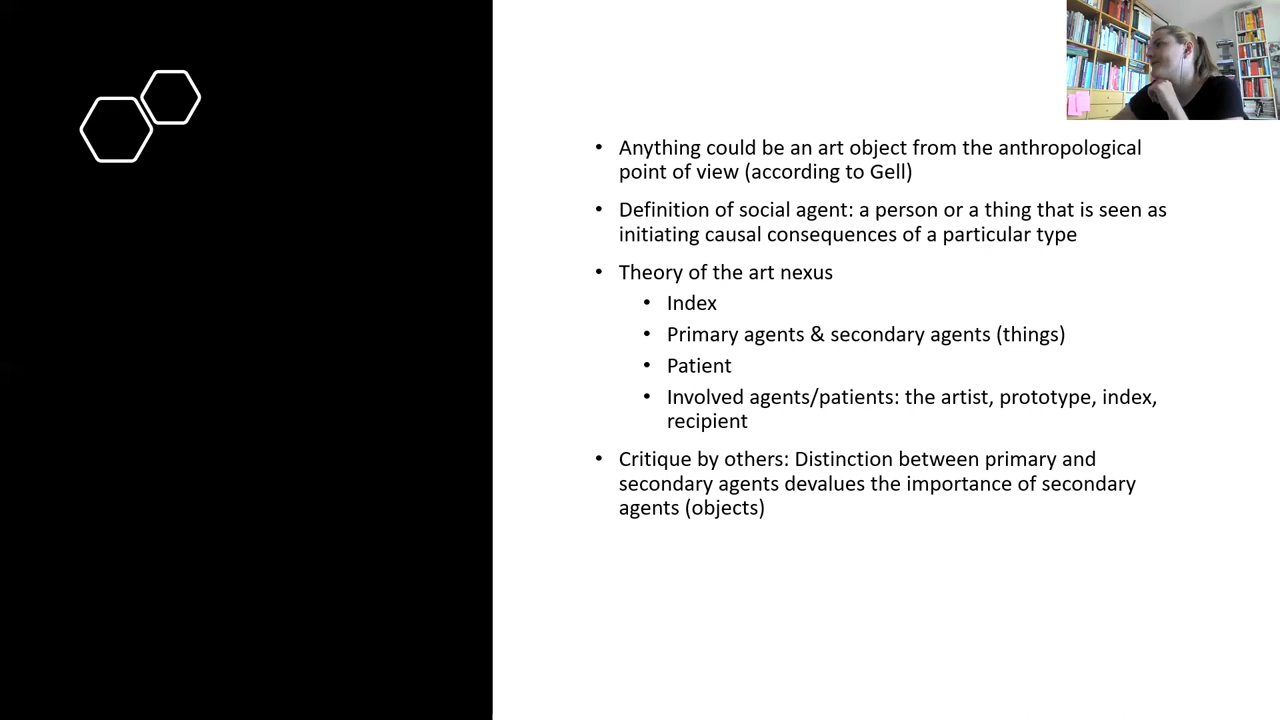 • Anything could be an art object from the anthropological
point of view (according to Gell)
• Definition of social agent: a person or a thing that is seen as
initiating causal consequences of a particular type
• Theory of the art nexus
• Index
• Primary agents & secondary agents (things)
• Patient
• Involved agents/patients: the artist, prototype, index,
recipient
• Critique by others: Distinction between primary and
secondary agents devalues the importance of secondary
agents (objects)